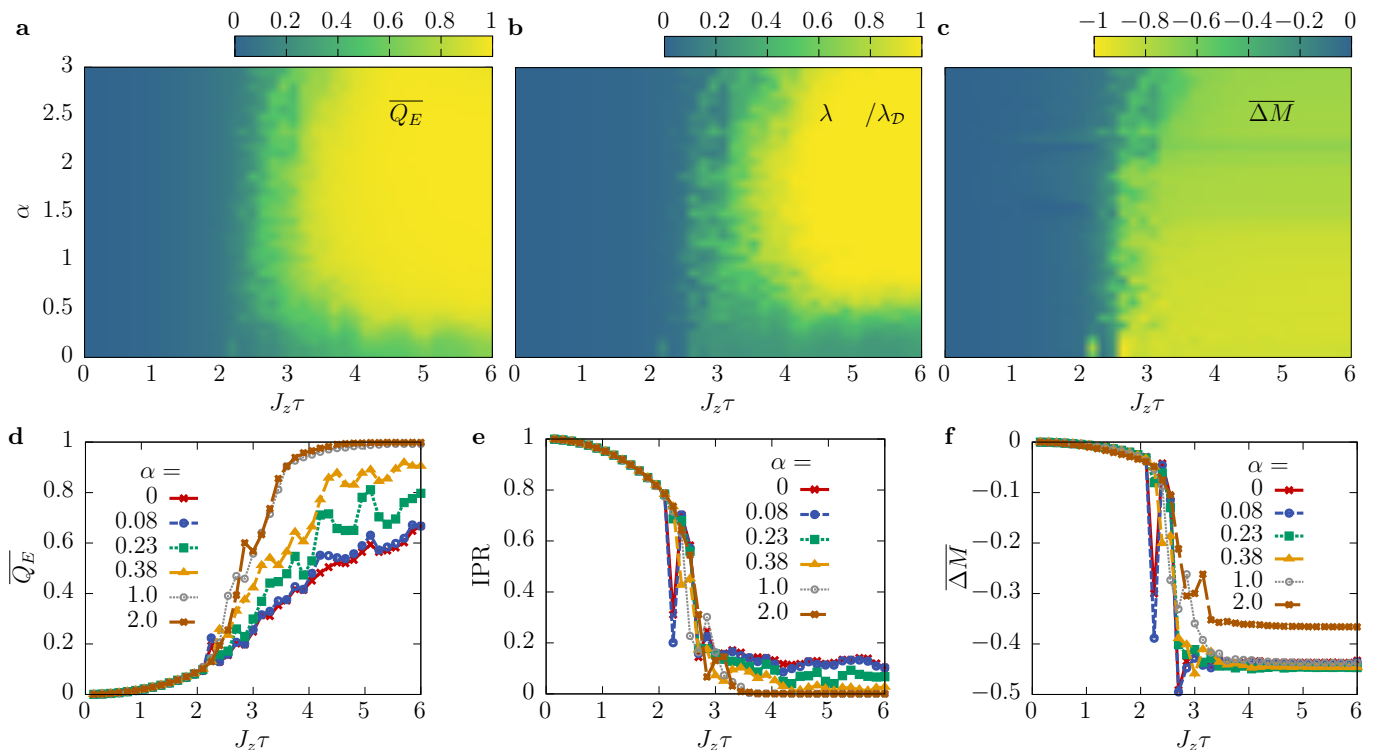 a
0 0.2 0.4 0.6 0.8 1
b
0 0.2 0.4 0.6 0.8 1
c
−1 −0.8 −0.6 −0.4 −0.2 0
3
2.5
2
1.5
1
0.5
0
α
$\overline{Q_E}$
λ /λ_𝒟
$\overline{\Delta M}$
0 1 2 3 4 5 6
J_zτ
0 1 2 3 4 5 6
J_zτ
0 1 2 3 4 5 6
J_zτ
d
1
0.8
0.6
0.4
0.2
0
$\overline{Q_E}$
α =
0
0.08
0.23
0.38
1.0
2.0
0 1 2 3 4 5 6
J_zτ
e
1
0.8
0.6
0.4
0.2
0
IPR
α =
0
0.08
0.23
0.38
1.0
2.0
0 1 2 3 4 5 6
J_zτ
f
0
−0.1
−0.2
−0.3
−0.4
−0.5
$\overline{\Delta M}$
α =
0
0.08
0.23
0.38
1.0
2.0
0 1 2 3 4 5 6
J_zτ